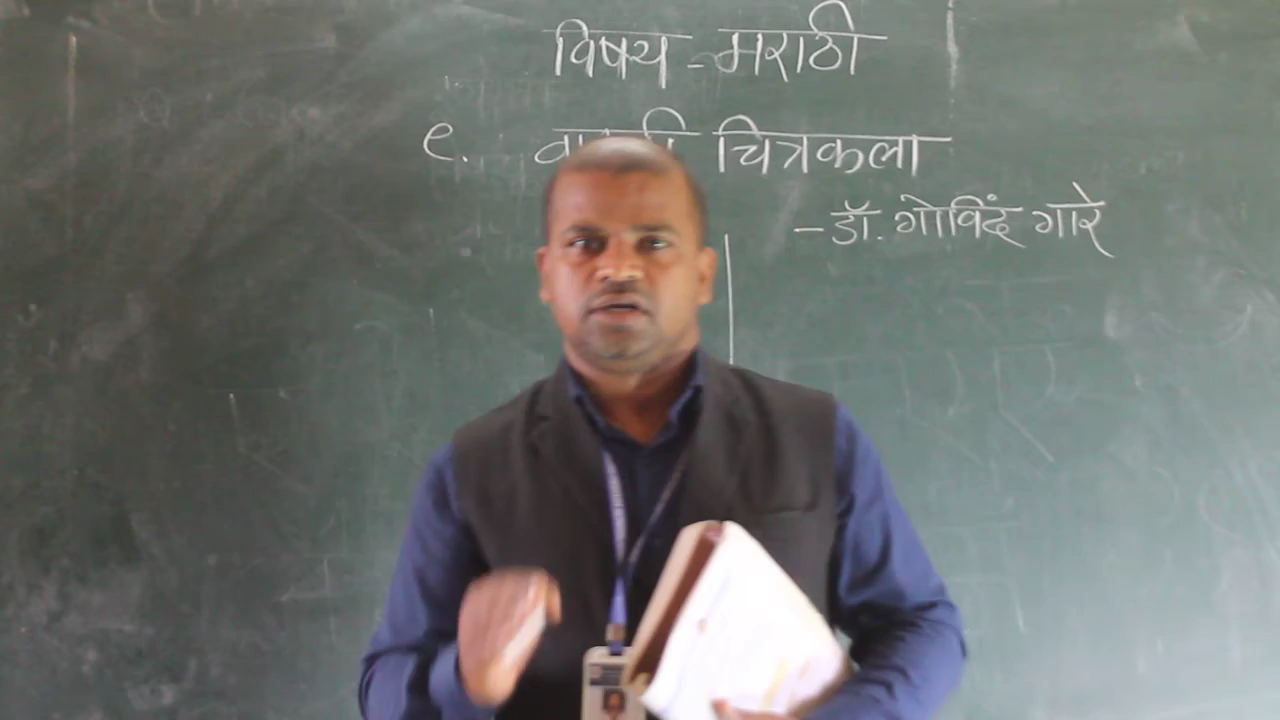 विषय - मराठी
९. चित्रकला
- डॉ. गोविंद गारे